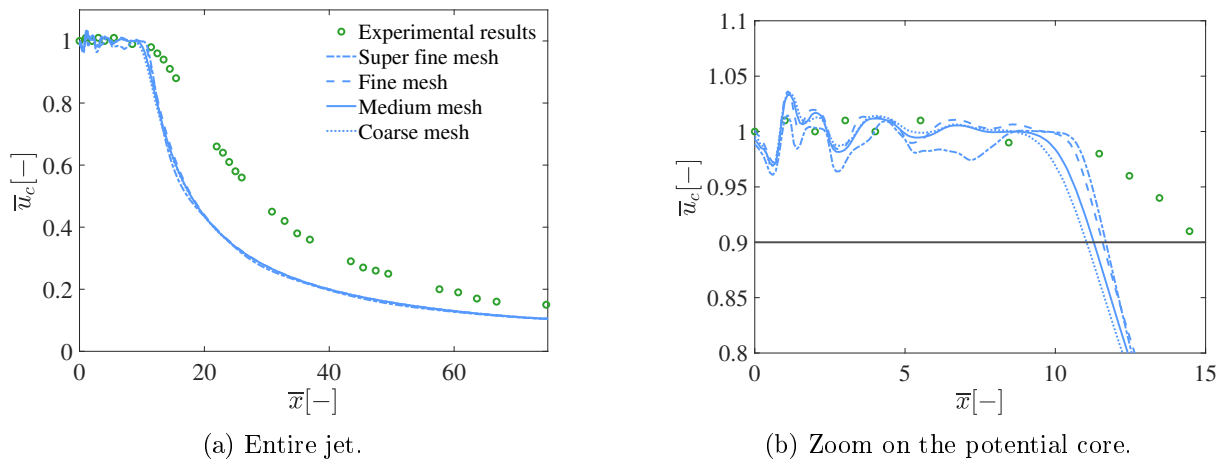 1
0.8
0.6
0.4
0.2
0
0 20 40 60
u̅_c[−]
x̅[−]
Experimental results
Super fine mesh
Fine mesh
Medium mesh
Coarse mesh
(a) Entire jet.
1.1
1.05
1
0.95
0.9
0.85
0.8
0 5 10 15
u̅_c[−]
x̅[−]
(b) Zoom on the potential core.